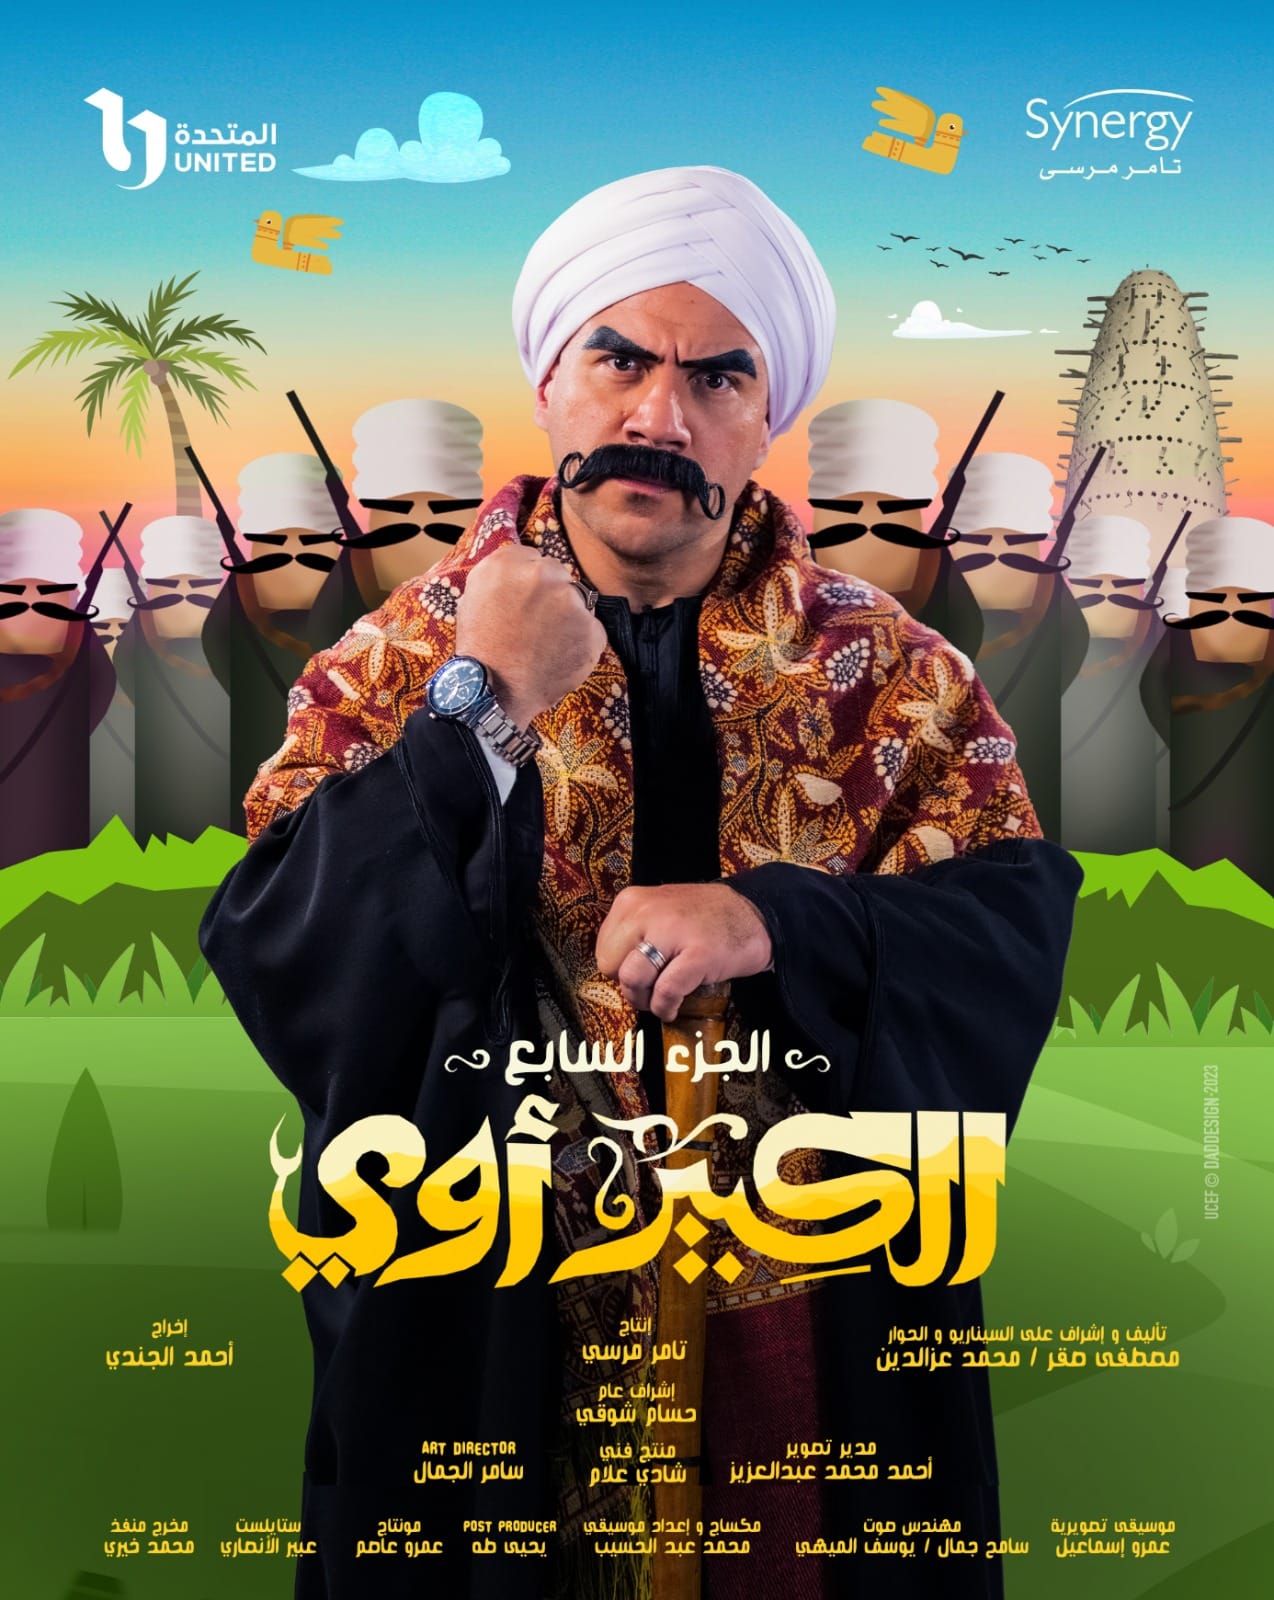 المتحدة
UNITED
Synergy
تامر مرسى
الجزء السابع
الكبير أوي
UCEF © DADDESIGN-2023
تأليف و إشراف على السيناريو و الحوار
مصطفى صقر / محمد عزالدين
إنتاج
تامر مرسي
إخراج
أحمد الجندي
إشراف عام
حسام شوقي
مدير تصوير
أحمد محمد عبدالعزيز
منتج فني
شادي علام
ART DIRECTOR
سامر الجمال
موسيقى تصويرية
عمرو إسماعيل
مهندس صوت
سامح جمال / يوسف الميهي
مكساج و إعداد موسيقي
محمد عبد الحسيب
POST PRODUCER
يحيى طه
مونتاج
عمرو عاصم
ستايلست
عبير الأنصاري
مخرج منفذ
محمد خيري